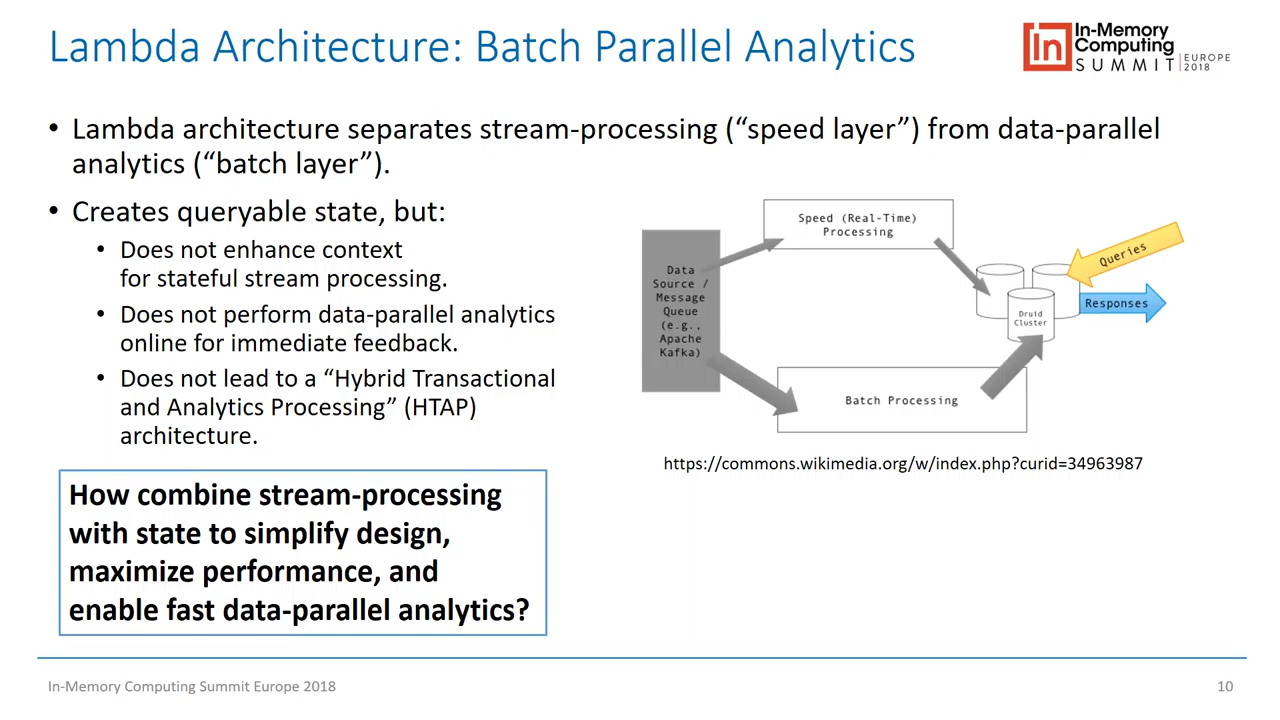 Lambda Architecture: Batch Parallel Analytics
In-Memory
Computing
SUMMIT
EUROPE
2018
• Lambda architecture separates stream-processing (“speed layer”) from data-parallel
analytics (“batch layer”).
• Creates queryable state, but:
• Does not enhance context
for stateful stream processing.
• Does not perform data-parallel analytics
online for immediate feedback.
• Does not lead to a “Hybrid Transactional
and Analytics Processing” (HTAP)
architecture.
How combine stream-processing
with state to simplify design,
maximize performance, and
enable fast data-parallel analytics?
Data
Source /
Message
Queue
(e.g.,
Apache
Kafka)
Speed (Real-Time)
Processing
Batch Processing
Druid
Cluster
Queries
Responses
https://commons.wikimedia.org/w/index.php?curid=34963987
In-Memory Computing Summit Europe 2018
10